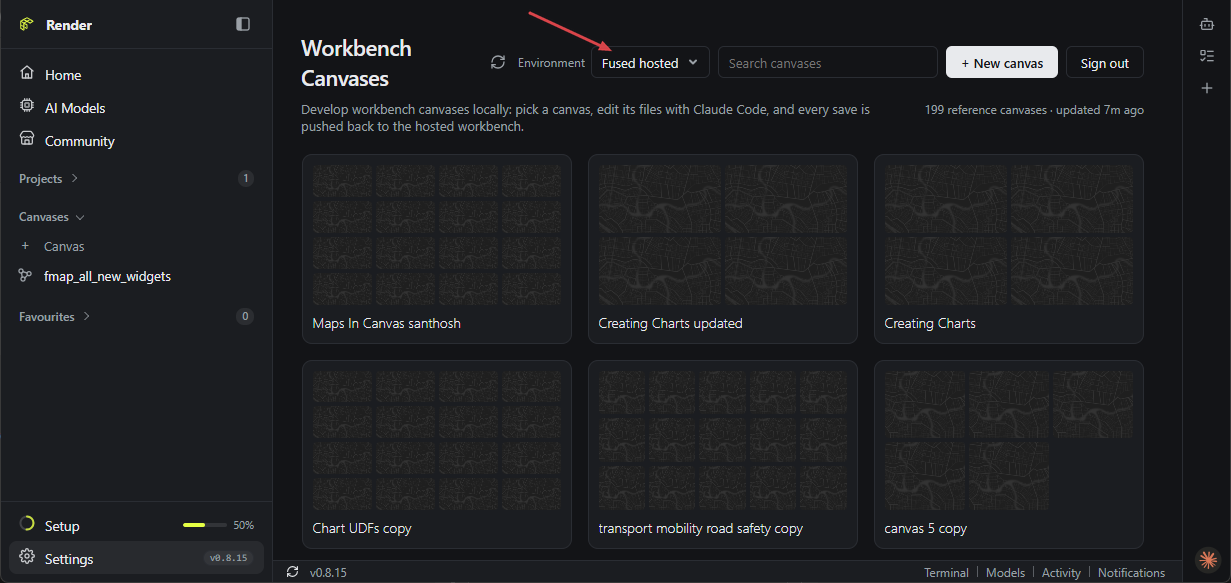 Render
Home
AI Models
Community
Projects
1
Canvases
+ Canvas
fmap_all_new_widgets
Favourites
0
Setup
50%
Settings
v0.8.15
Workbench
Canvases
Environment
Fused hosted
Search canvases
+ New canvas
Sign out
Develop workbench canvases locally: pick a canvas, edit its files with Claude Code, and every save is
pushed back to the hosted workbench.
199 reference canvases · updated 7m ago
Maps In Canvas santhosh
Creating Charts updated
Creating Charts
Chart UDFs copy
transport mobility road safety copy
canvas 5 copy
v0.8.15
Terminal
Models
Activity
Notifications